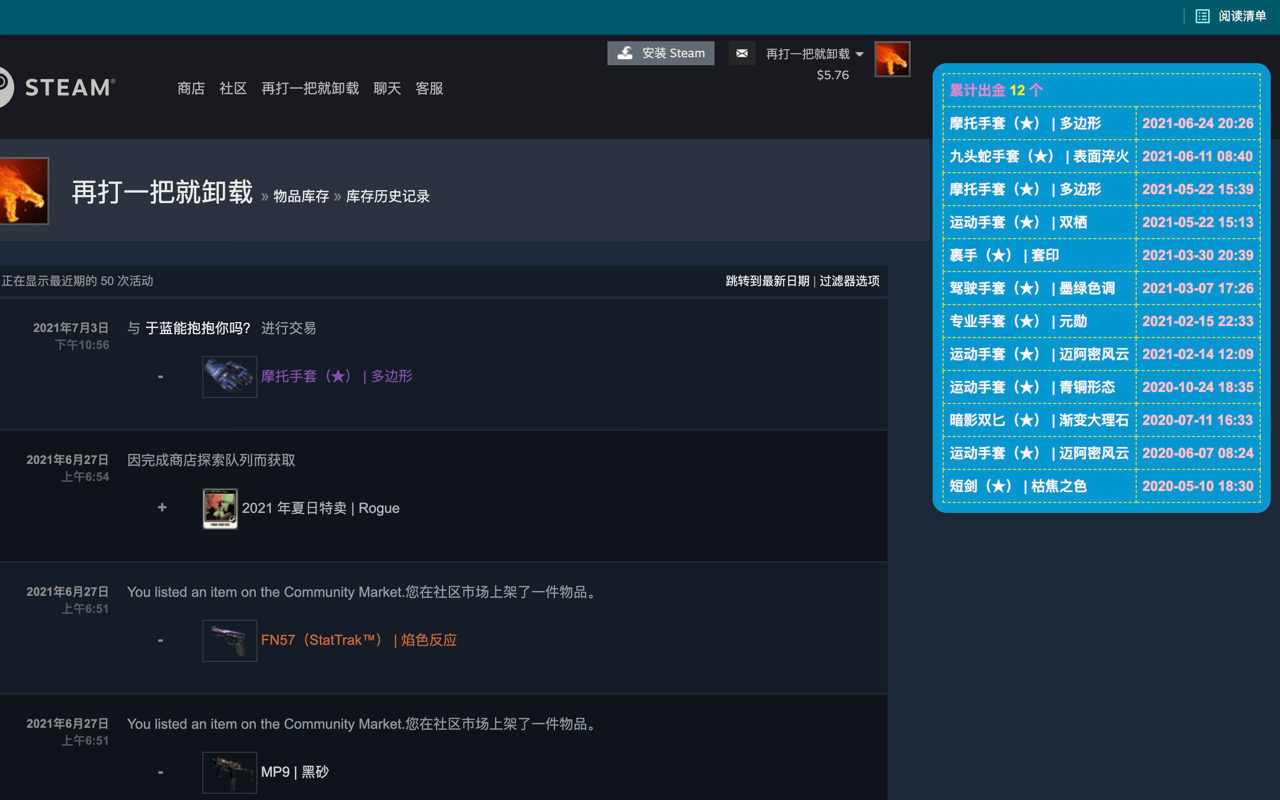 阅读清单
安装 Steam
再打一把就卸载
$5.76
STEAM®
商店 社区 再打一把就卸载 聊天 客服
再打一把就卸载 » 物品库存 » 库存历史记录
正在显示最近期的 50 次活动
跳转到最新日期 | 过滤器选项
2021年7月3日
下午10:56
与 于蓝能抱抱你吗? 进行交易
-
摩托手套（★） | 多边形
2021年6月27日
上午6:54
因完成商店探索队列而获取
+
2021 年夏日特卖 | Rogue
2021年6月27日
上午6:51
You listed an item on the Community Market.您在社区市场上架了一件物品。
-
FN57（StatTrak™） | 焰色反应
2021年6月27日
上午6:51
You listed an item on the Community Market.您在社区市场上架了一件物品。
-
MP9 | 黑砂
累计出金 12 个
摩托手套（★） | 多边形 2021-06-24 20:26
九头蛇手套（★） | 表面淬火 2021-06-11 08:40
摩托手套（★） | 多边形 2021-05-22 15:39
运动手套（★） | 双栖 2021-05-22 15:13
裹手（★） | 套印 2021-03-30 20:39
驾驶手套（★） | 墨绿色调 2021-03-07 17:26
专业手套（★） | 元勋 2021-02-15 22:33
运动手套（★） | 迈阿密风云 2021-02-14 12:09
运动手套（★） | 青铜形态 2020-10-24 18:35
暗影双匕（★） | 渐变大理石 2020-07-11 16:33
运动手套（★） | 迈阿密风云 2020-06-07 08:24
短剑（★） | 枯焦之色 2020-05-10 18:30